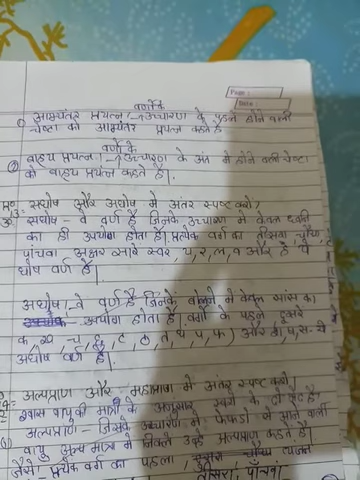 Page :
Date :
वर्णों के
① आभ्यंतर प्रयत्न :→ उच्चारण के पहले होने वाली
चेष्टा को आभ्यंतर प्रयत्न कहते हैं
वर्णों के
② बाह्य प्रयत्न :→ उच्चारण के अंत में होने वाली चेष्टा
को बाह्य प्रयत्न कहते हैं।
सघोष और अघोष में अंतर स्पष्ट करो।
सघोष - वे वर्ण हैं जिनके उच्चारण में केवल ध्वनि
का ही उपयोग होता है। प्रत्येक वर्ग का तीसरा, चौथा,
पांचवा अक्षर सारे स्वर, य, र, ल, व और ह वे
घोष वर्ण हैं।
अघोष - वे वर्ण हैं जिनके बोलने में केवल सांस का
उपयोग होता है वर्गों के पहले दूसरे
क, ख, च, छ, ट, ठ, त, थ, प, फ) और श, ष, स - ये
अघोष वर्ण हैं।
अल्पप्राण और महाप्राण में अंतर स्पष्ट करो।
श्वास वायु की मात्रा के अनुसार के दो भेद हैं,
अल्पप्राण - जिसके उच्चारण में फेफडों से आने वाली
वायु अल्प मात्रा में निकले उन्हें अल्पप्राण कहते हैं।
जैसे। प्रत्येक वर्ग का पहला, व्यंजन
तीसरा, पाँचवा